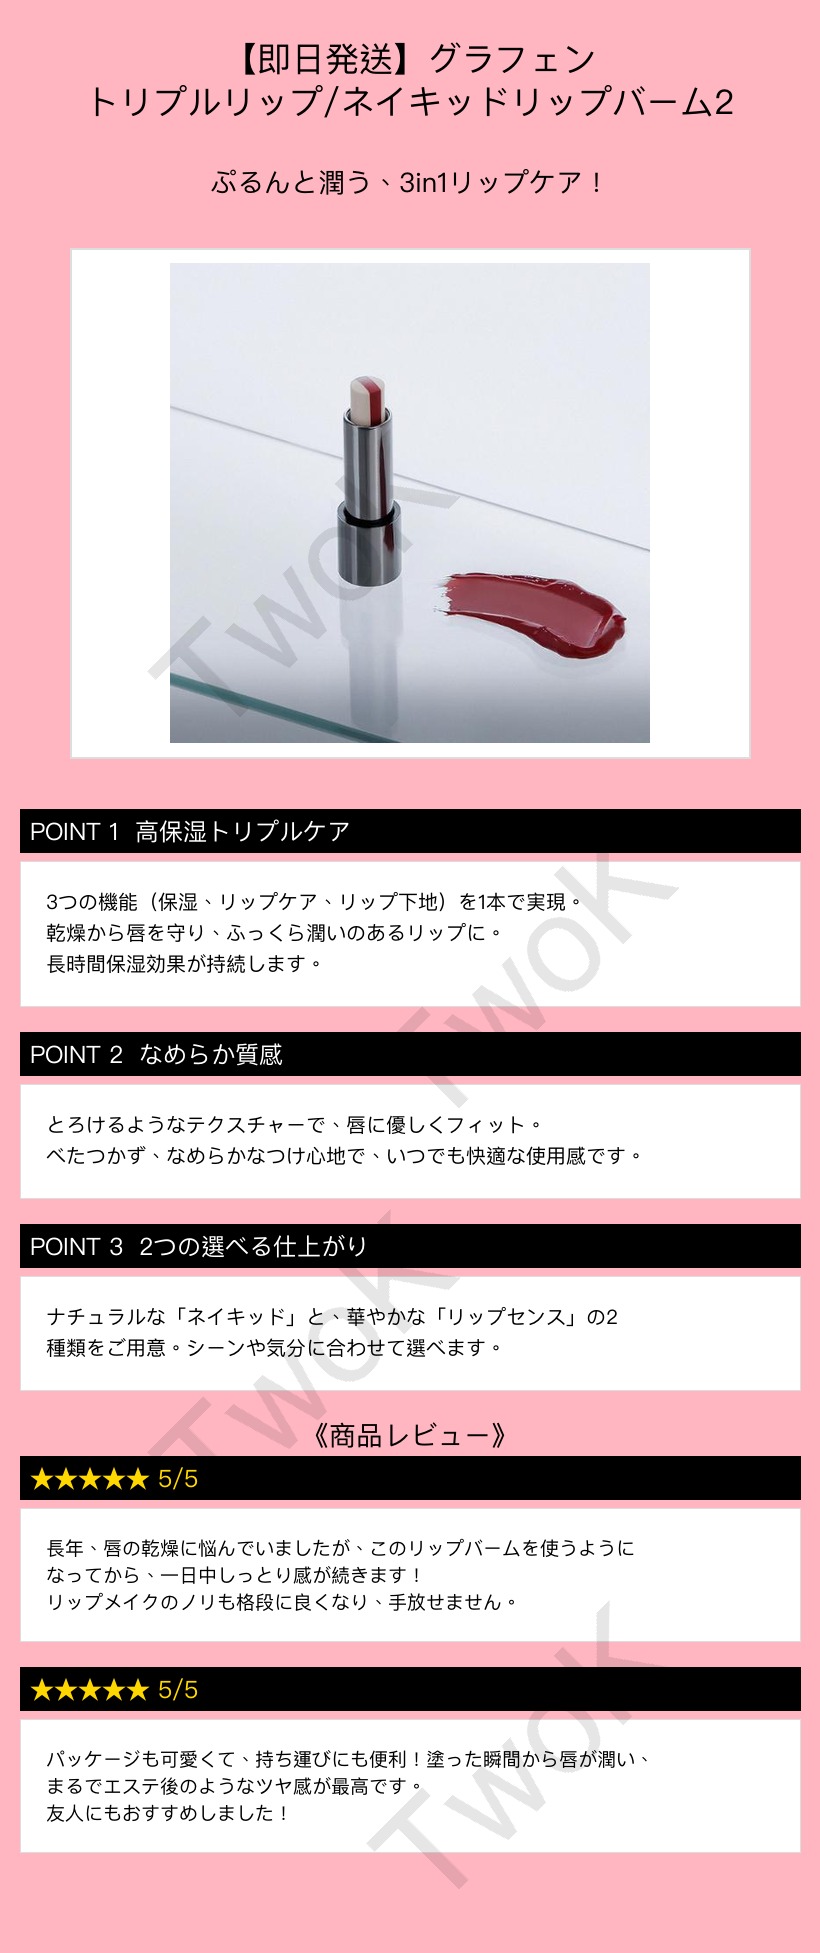 【即日発送】グラフェン
トリプルリップ/ネイキッドリップバーム2
ぷるんと潤う、3in1リップケア！
TwoK
POINT 1 高保湿トリプルケア
3つの機能（保湿、リップケア、リップ下地）を1本で実現。
乾燥から唇を守り、ふっくら潤いのあるリップに。
長時間保湿効果が持続します。
TwoK
POINT 2 なめらか質感
とろけるようなテクスチャーで、唇に優しくフィット。
べたつかず、なめらかなつけ心地で、いつでも快適な使用感です。
POINT 3 2つの選べる仕上がり
ナチュラルな「ネイキッド」と、華やかな「リップセンス」の2
種類をご用意。シーンや気分に合わせて選べます。
TwoK
《商品レビュー》
★★★★★ 5/5
長年、唇の乾燥に悩んでいましたが、このリップバームを使うように
なってから、一日中しっとり感が続きます！
リップメイクのノリも格段に良くなり、手放せません。
★★★★★ 5/5
パッケージも可愛くて、持ち運びにも便利！塗った瞬間から唇が潤い、
まるでエステ後のようなツヤ感が最高です。
友人にもおすすめしました！
TwoK